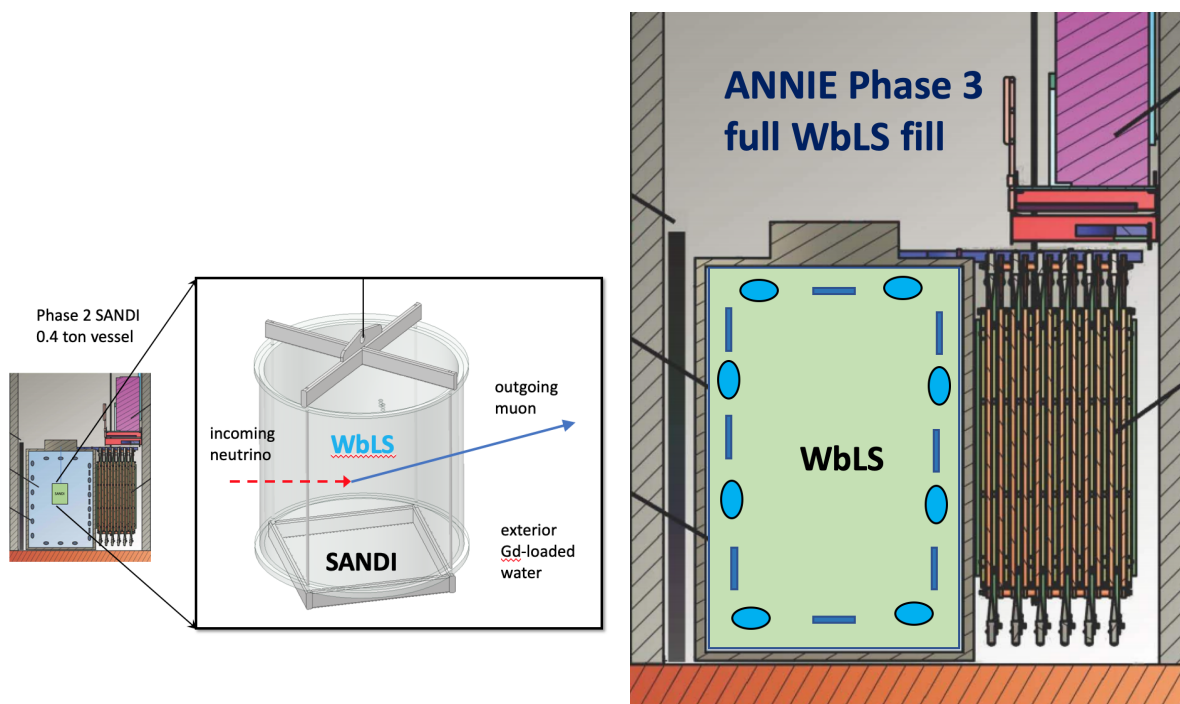 ANNIE Phase 3
full WbLS fill
Phase 2 SANDI
0.4 ton vessel
outgoing
muon
incoming
neutrino
WbLS
exterior
Gd-loaded
water
SANDI
SANDI
WbLS